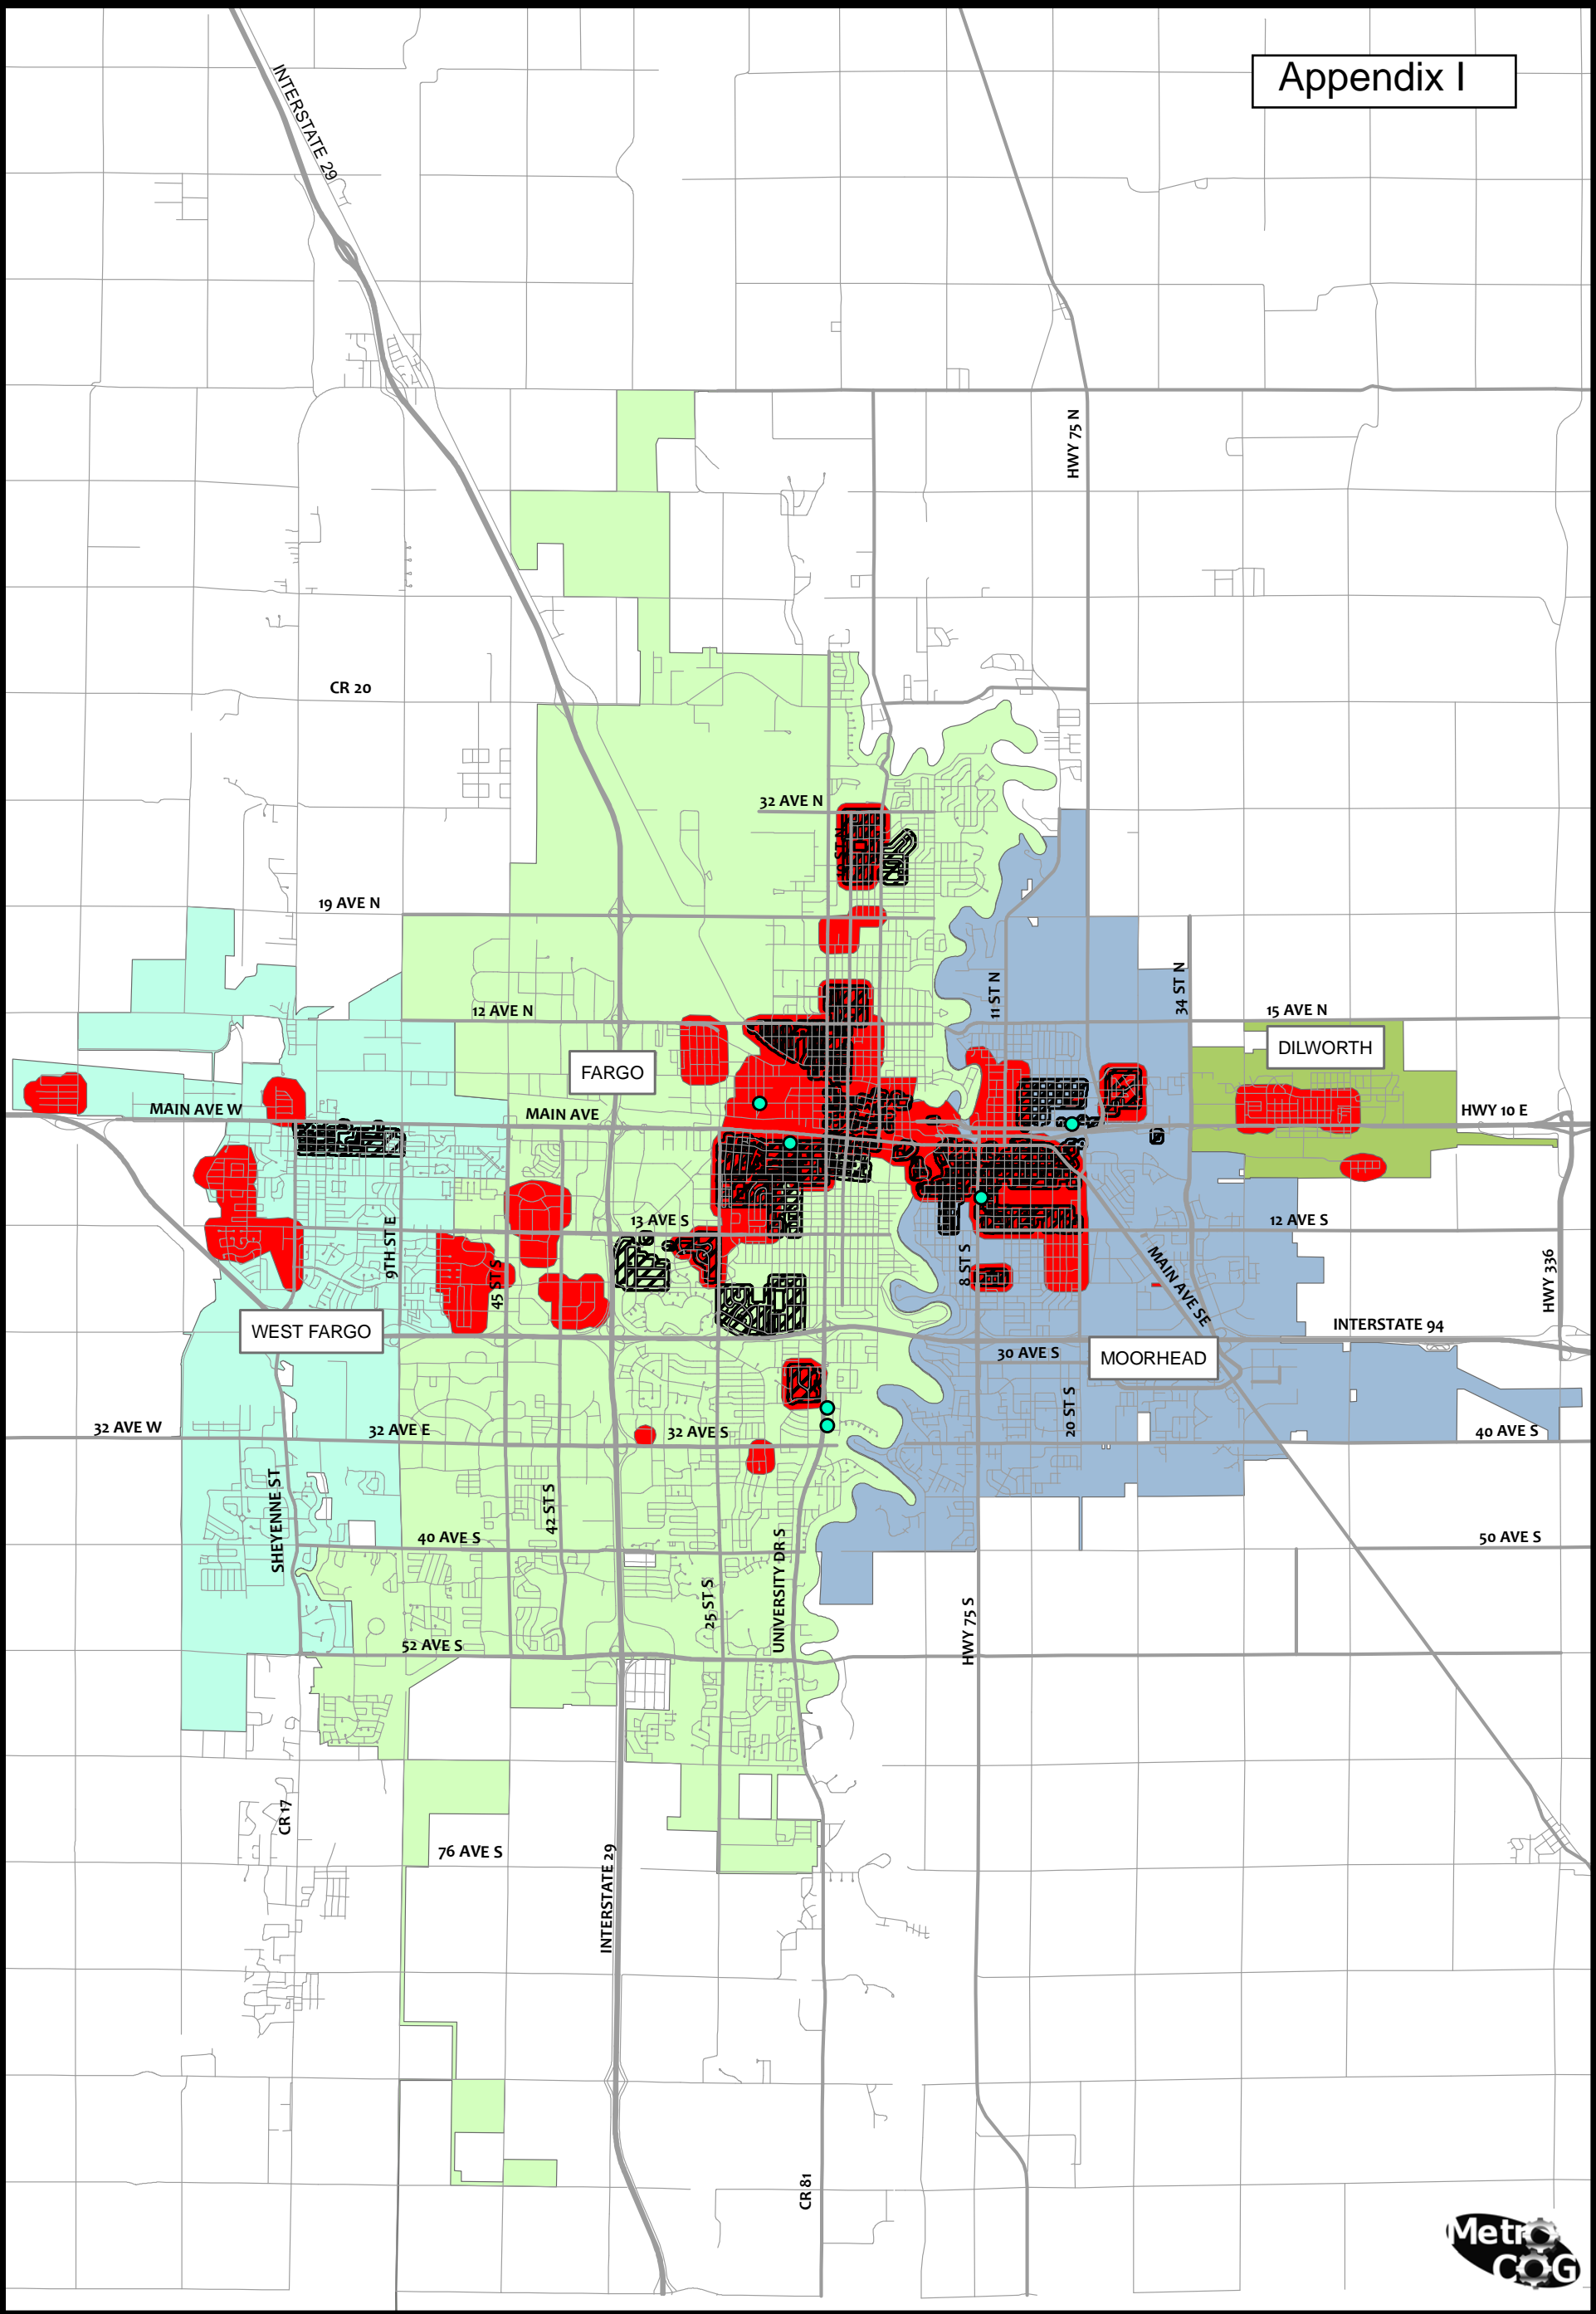 Appendix I
INTERSTATE 29
HWY 75 N
CR 20
32 AVE N
19 AVE N
11 ST N
34 ST N
12 AVE N
15 AVE N
DILWORTH
FARGO
MAIN AVE W
MAIN AVE
HWY 10 E
13 AVE S
12 AVE S
9TH ST E
45 ST S
8 ST S
MAIN AVE SE
HWY 336
WEST FARGO
INTERSTATE 94
30 AVE S
MOORHEAD
20 ST S
32 AVE W
32 AVE E
32 AVE S
40 AVE S
SHEYENNE ST
42 ST S
40 AVE S
50 AVE S
25 ST S
UNIVERSITY DR S
HWY 75 S
52 AVE S
CR 17
76 AVE S
INTERSTATE 29
CR 81
Metro
COG